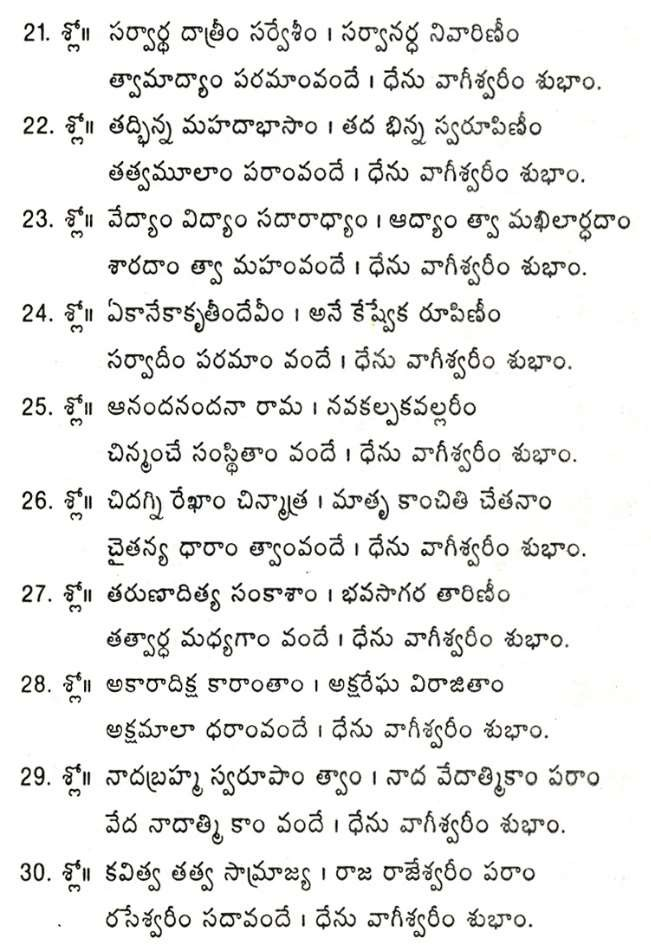 21. శ్లో॥ సర్వార్థ దాత్రీం సర్వేశీం । సర్వానర్ధ నివారిణీం
త్వామాద్యాం పరమాంవందే । ధేను వాగీశ్వరీం శుభాం.
22. శ్లో॥ తద్భిన్న మహదాభాసాం । తద భిన్న స్వరూపిణీం
తత్వమూలాం పరాంవందే । ధేను వాగీశ్వరీం శుభాం.
23. శ్లో॥ వేద్యాం విద్యాం సదారాధ్యాం । ఆద్యాం త్వా మఖిలార్ధదాం
శారదాం త్వా మహంవందే । ధేను వాగీశ్వరీం శుభాం.
24. శ్లో॥ ఏకానేకాకృతీందేవీం । అనే కేష్వేక రూపిణీం
సర్వాదీం పరమాం వందే । ధేను వాగీశ్వరీం శుభాం.
25. శ్లో॥ ఆనందనందనా రామ । నవకల్పకవల్లరీం
చిన్మంచే సంస్థితాం వందే । ధేను వాగీశ్వరీం శుభాం.
26. శ్లో॥ చిదగ్ని రేఖాం చిన్మాత్ర । మాతృ కాంచితి చేతనాం
చైతన్య ధారాం త్వాంవందే । ధేను వాగీశ్వరీం శుభాం.
27. శ్లో॥ తరుణాదిత్య సంకాశాం । భవసాగర తారిణీం
తత్వార్ధ మధ్యగాం వందే । ధేను వాగీశ్వరీం శుభాం.
28. శ్లో॥ అకారాదిక్ష కారాంతాం । అక్షరేఘ విరాజితాం
అక్షమాలా ధరాంవందే । ధేను వాగీశ్వరీం శుభాం.
29. శ్లో॥ నాదబ్రహ్మ స్వరూపాం త్వాం । నాద వేదాత్మికాం పరాం
వేద నాదాత్మి కాం వందే । ధేను వాగీశ్వరీం శుభాం.
30. శ్లో॥ కవిత్వ తత్వ సామ్రాజ్య । రాజ రాజేశ్వరీం పరాం
రసేశ్వరీం సదావందే । ధేను వాగీశ్వరీం శుభాం.